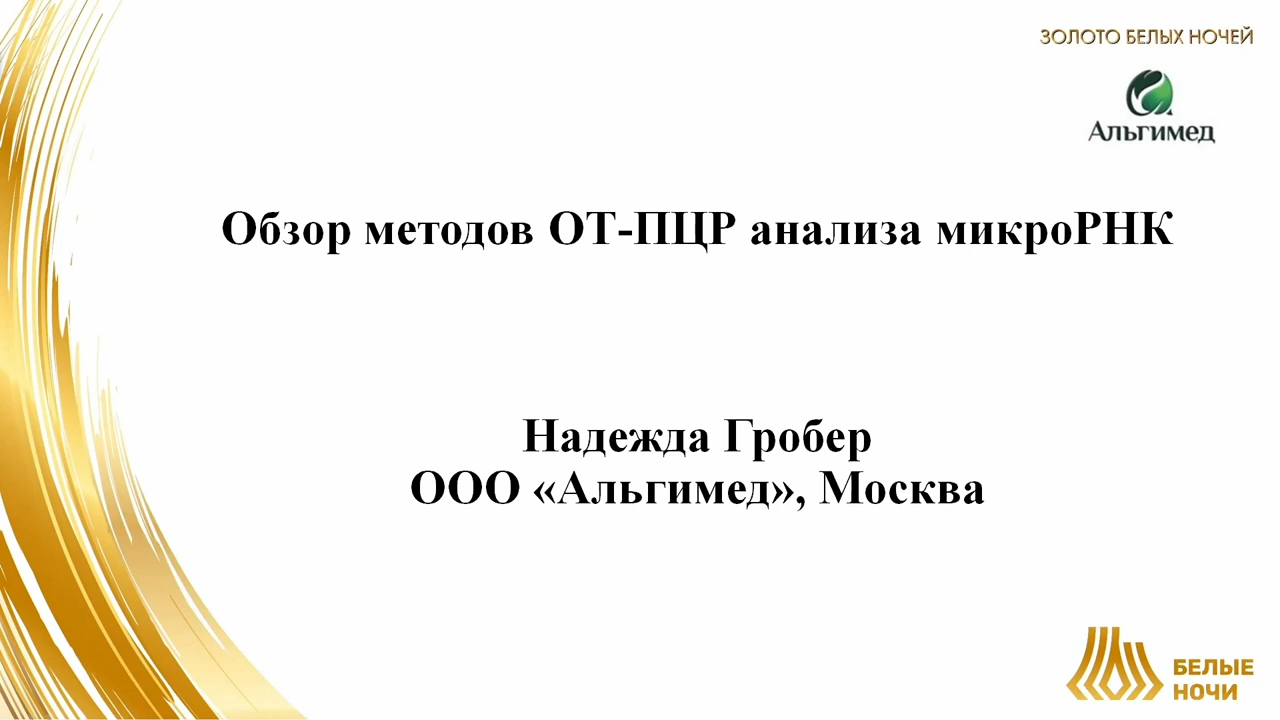 ЗОЛОТО БЕЛЫХ НОЧЕЙ
Альгимед
Обзор методов ОТ-ПЦР анализа микроРНК
Надежда Гробер
ООО «Альгимед», Москва
БЕЛЫЕ
НОЧИ